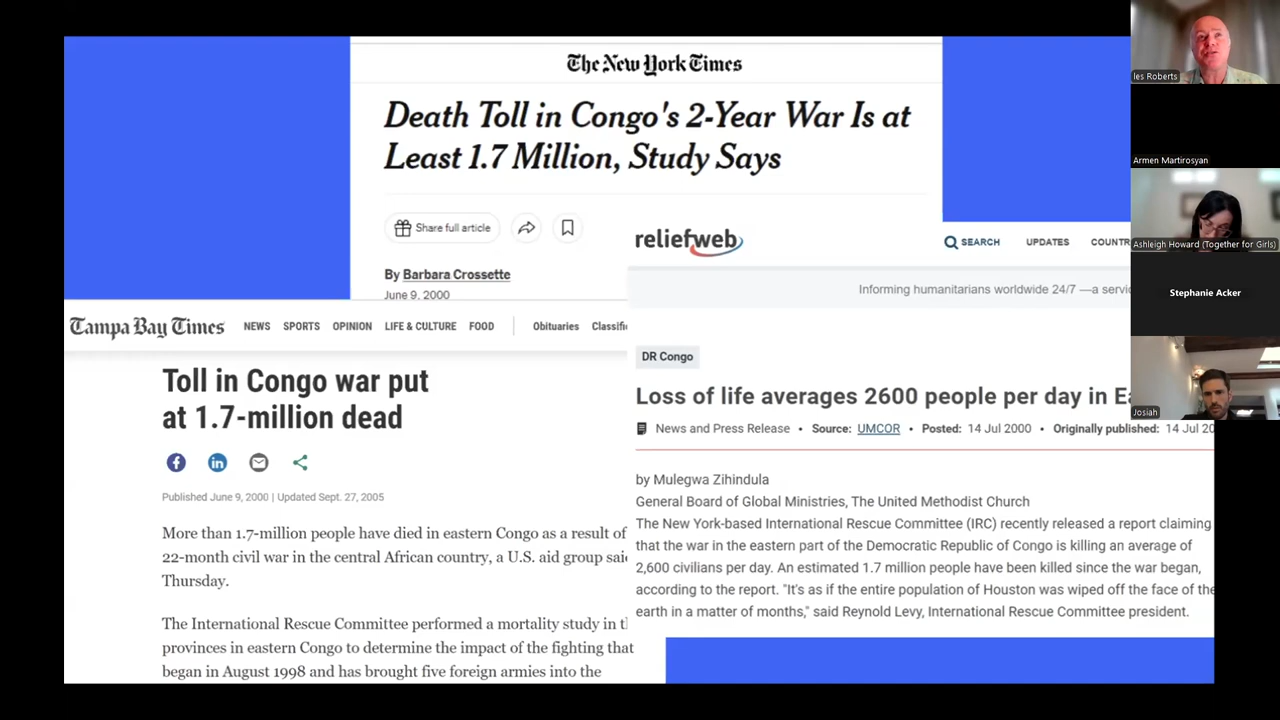 The New York Times
Death Toll in Congo's 2-Year War Is at
Least 1.7 Million, Study Says
Share full article
By Barbara Crossette
June 9, 2000
Tampa Bay Times NEWS SPORTS OPINION LIFE & CULTURE FOOD Obituaries Classifi
Toll in Congo war put
at 1.7-million dead
Published June 9, 2000 | Updated Sept. 27, 2005
More than 1.7-million people have died in eastern Congo as a result of
22-month civil war in the central African country, a U.S. aid group said
Thursday.
The International Rescue Committee performed a mortality study in th
provinces in eastern Congo to determine the impact of the fighting that
began in August 1998 and has brought five foreign armies into the
reliefweb SEARCH UPDATES COUNTR
Informing humanitarians worldwide 24/7 — a servic
DR Congo
Loss of life averages 2600 people per day in Ea
News and Press Release • Source: UMCOR • Posted: 14 Jul 2000 • Originally published: 14 Jul 20
by Mulegwa Zihindula
General Board of Global Ministries, The United Methodist Church
The New York-based International Rescue Committee (IRC) recently released a report claiming
that the war in the eastern part of the Democratic Republic of Congo is killing an average of
2,600 civilians per day. An estimated 1.7 million people have been killed since the war began,
according to the report. "It's as if the entire population of Houston was wiped off the face of the
earth in a matter of months," said Reynold Levy, International Rescue Committee president.
les Roberts
Armen Martirosyan
Ashleigh Howard (Together for Girls)
Stephanie Acker
Josiah